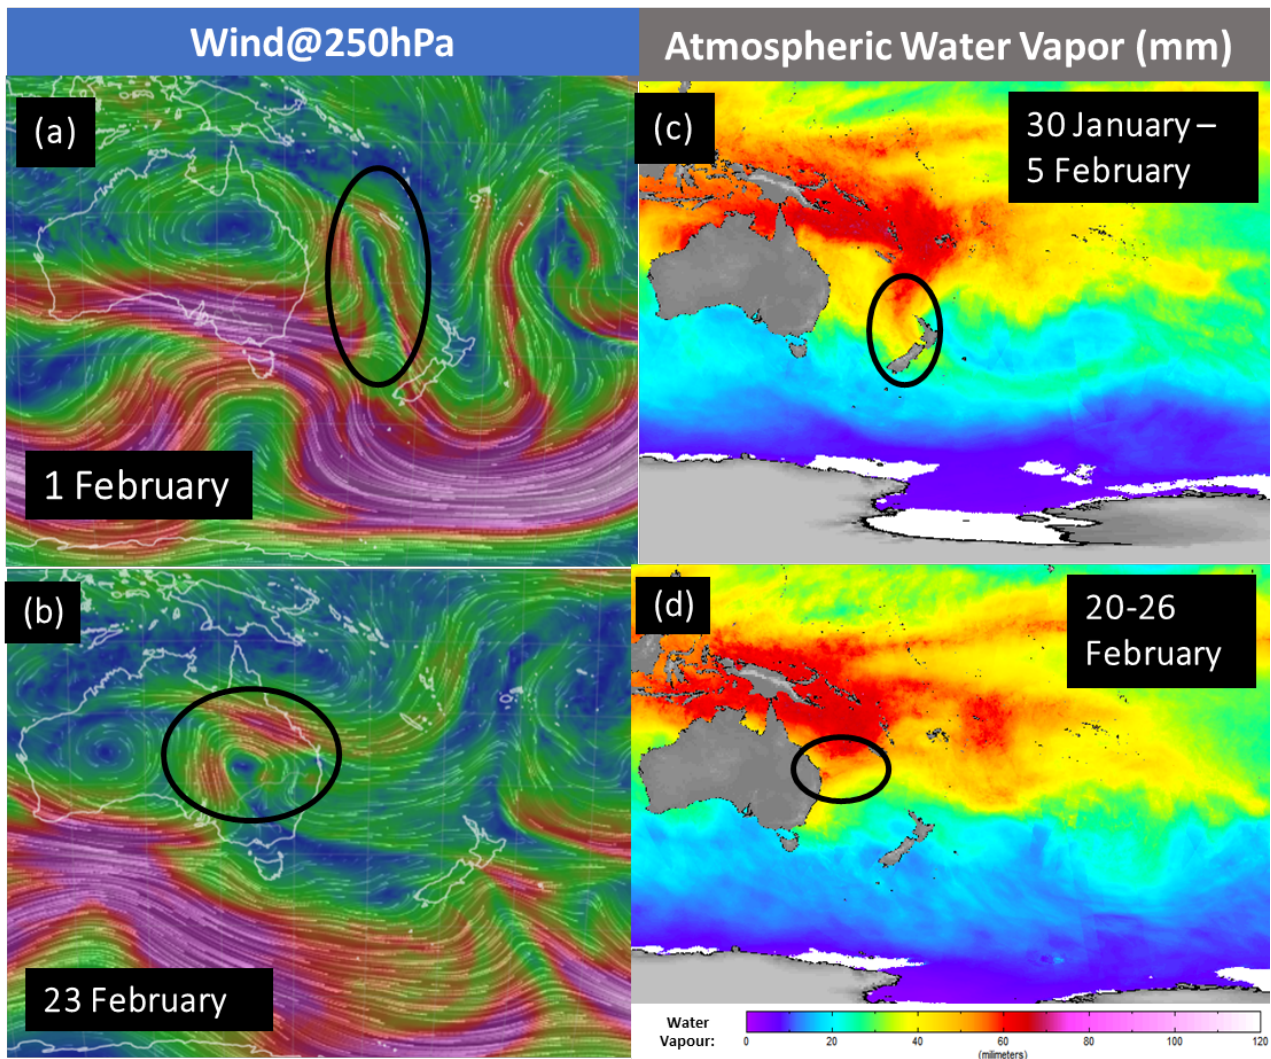 Wind@250hPa
Atmospheric Water Vapor (mm)
(a)
1 February
(c)
30 January –
5 February
(b)
23 February
(d)
20-26
February
Water
Vapour:
0 20 40 60 80 100 120
(milimeters)